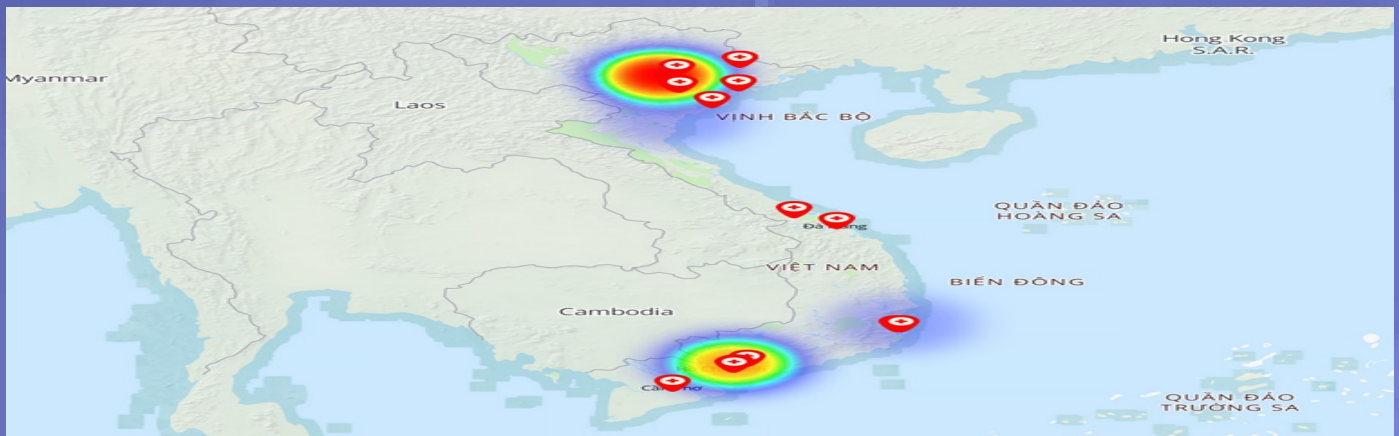 Hong Kong
S.A.R.
Myanmar
Laos
VỊNH BẮC BỘ
QUẦN ĐẢO
HOÀNG SA
VIỆT NAM
BIỂN ĐÔNG
Cambodia
QUẦN ĐẢO
TRƯỜNG SA